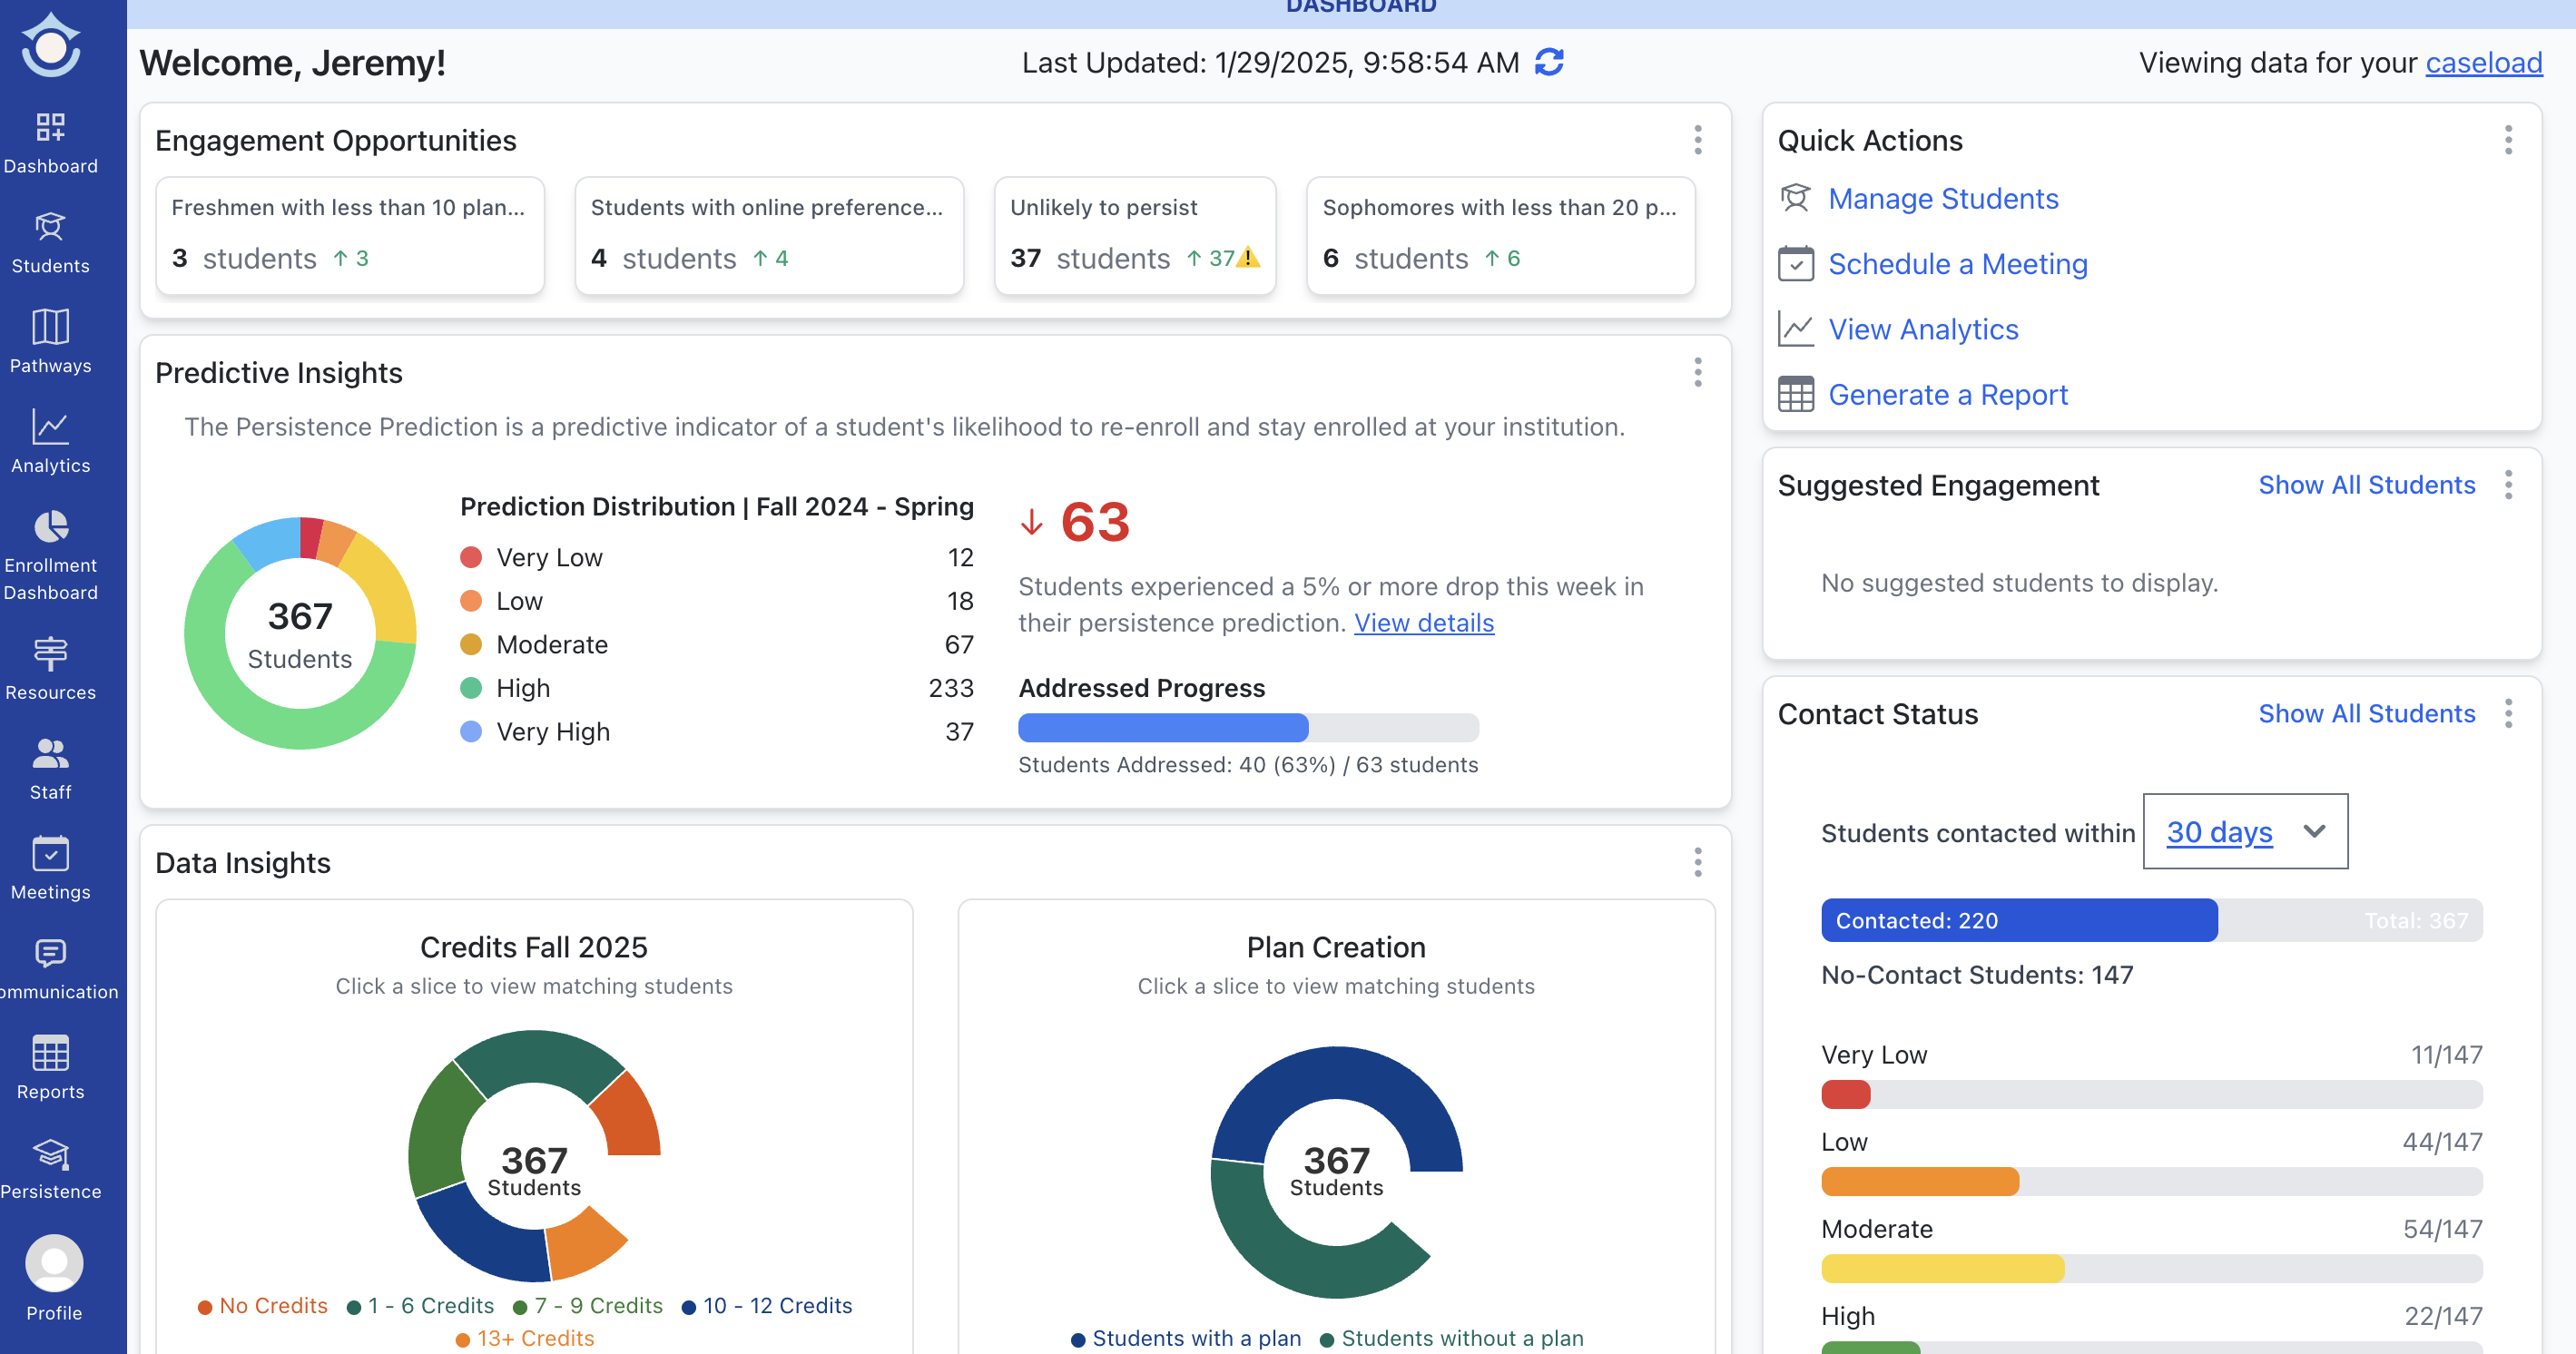 DASHBOARD
Welcome, Jeremy!
Last Updated: 1/29/2025, 9:58:54 AM
Viewing data for your caseload
Dashboard
Students
Pathways
Analytics
Enrollment
Dashboard
Resources
Staff
Meetings
ommunication
Reports
Persistence
Profile
Engagement Opportunities
Freshmen with less than 10 plan...
3 students ↑ 3
Students with online preference...
4 students ↑ 4
Unlikely to persist
37 students ↑ 37
Sophomores with less than 20 p...
6 students ↑ 6
Predictive Insights
The Persistence Prediction is a predictive indicator of a student's likelihood to re-enroll and stay enrolled at your institution.
367
Students
Prediction Distribution | Fall 2024 - Spring
Very Low 12
Low 18
Moderate 67
High 233
Very High 37
↓ 63
Students experienced a 5% or more drop this week in
their persistence prediction. View details
Addressed Progress
Students Addressed: 40 (63%) / 63 students
Data Insights
Credits Fall 2025
Click a slice to view matching students
367
Students
No Credits 1 - 6 Credits 7 - 9 Credits 10 - 12 Credits
13+ Credits
Plan Creation
Click a slice to view matching students
367
Students
Students with a plan Students without a plan
Quick Actions
Manage Students
Schedule a Meeting
View Analytics
Generate a Report
Suggested Engagement Show All Students
No suggested students to display.
Contact Status Show All Students
Students contacted within 30 days
Contacted: 220 Total: 367
No-Contact Students: 147
Very Low 11/147
Low 44/147
Moderate 54/147
High 22/147